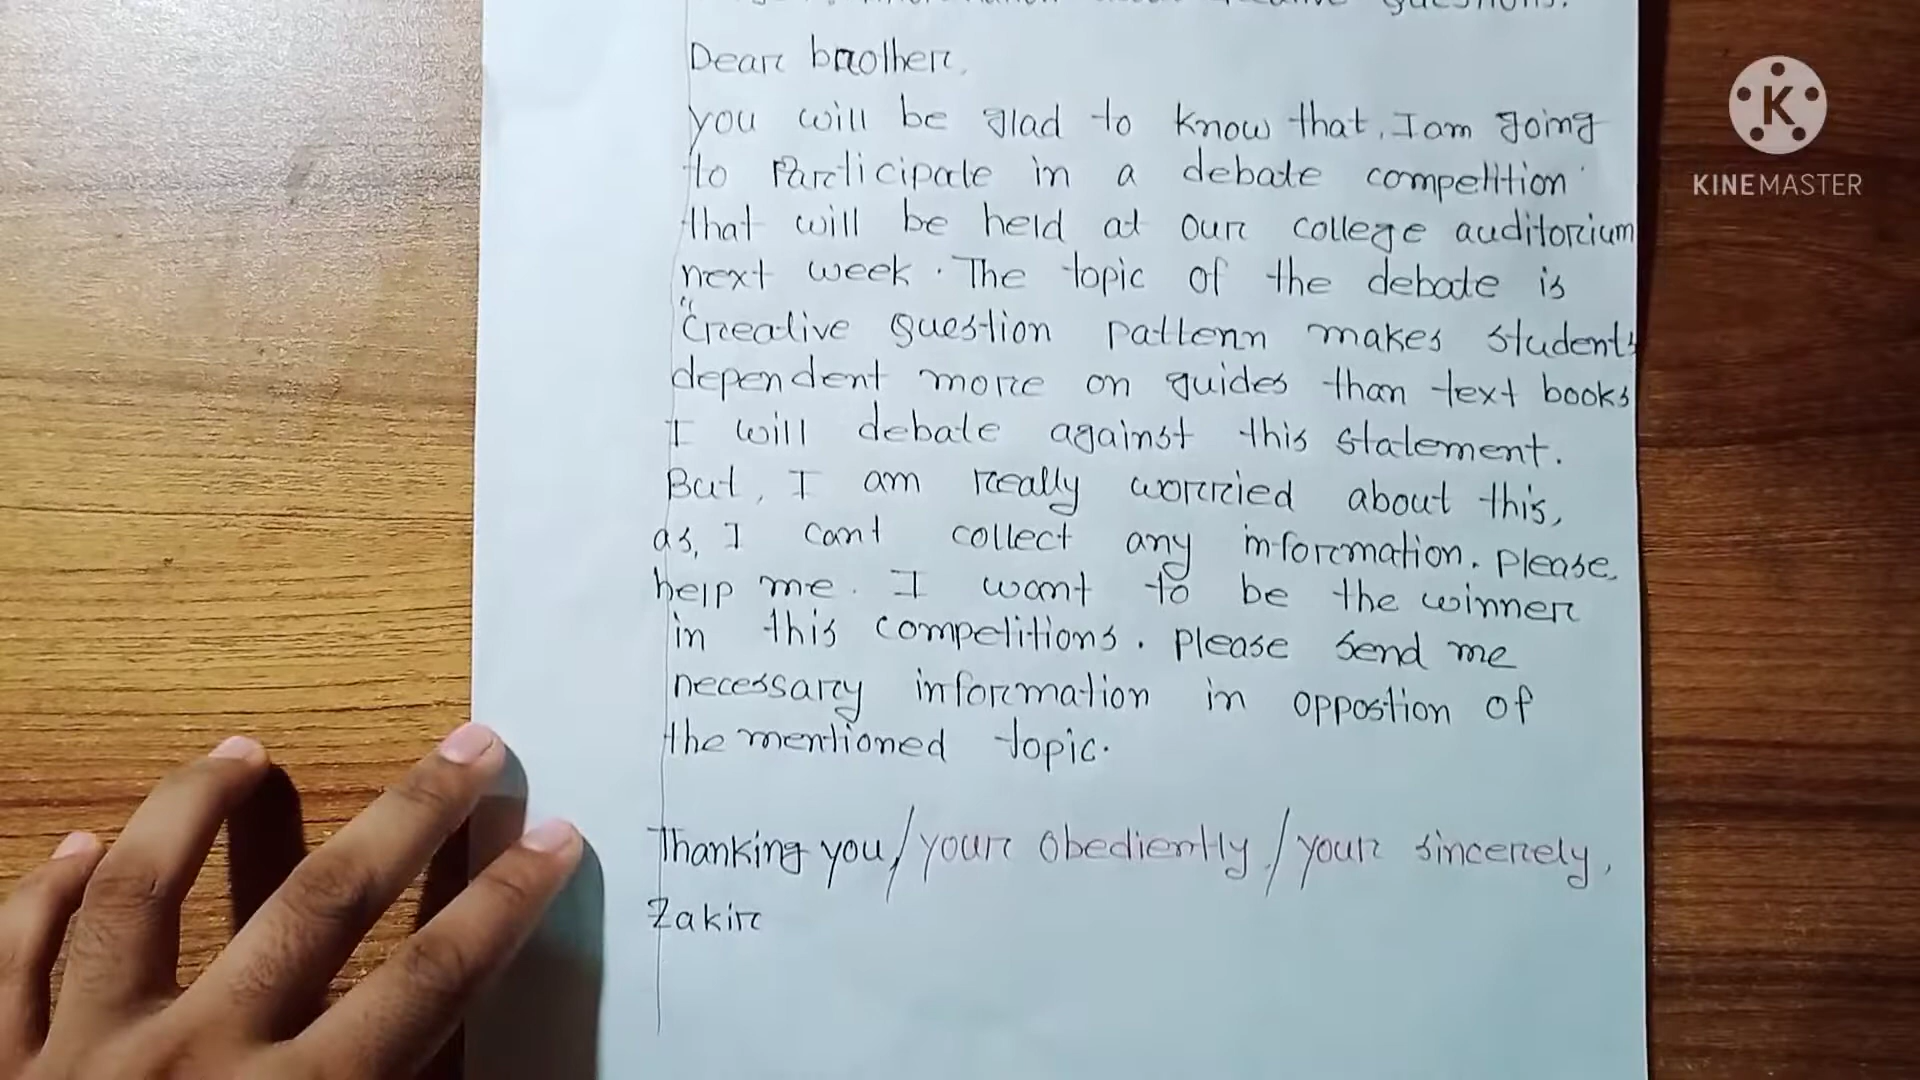 information about creative questions.
Dear brother,
you will be glad to know that, I am going
to Participate in a debate competition
that will be held at our college auditorium
next week. The topic of the debate is
"Creative question pattern makes students
dependent more on guides than text books
I will debate against this statement.
But, I am really worried about this,
as, I cant collect any information. please
help me. I want to be the winner
in this competitions. please send me
necessary information in oppostion of
the mentioned topic.
Thanking you,/your obediently,/your sincerely,
Zakir
K
KINEMASTER